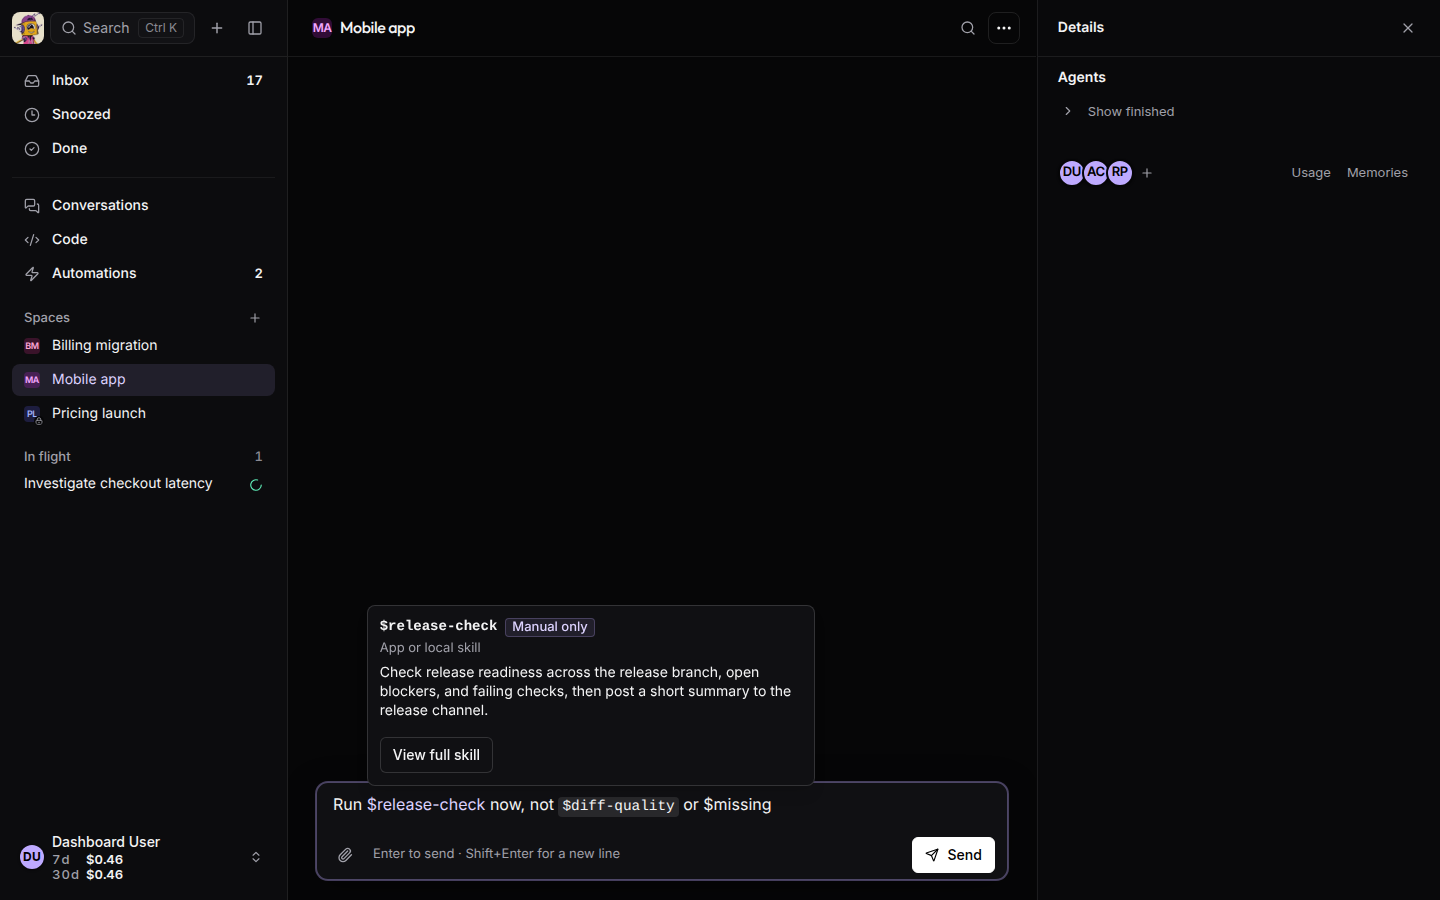 Search Ctrl K
Inbox 17
Snoozed
Done
Conversations
Code
Automations 2
Spaces
BM Billing migration
MA Mobile app
PL Pricing launch
In flight 1
Investigate checkout latency
DU Dashboard User
7d $0.46
30d $0.46
MA Mobile app
$release-check Manual only
App or local skill
Check release readiness across the release branch, open
blockers, and failing checks, then post a short summary to the
release channel.
View full skill
Run $release-check now, not $diff-quality or $missing
Enter to send · Shift+Enter for a new line
Send
Details
Agents
Show finished
DU AC RP Usage Memories